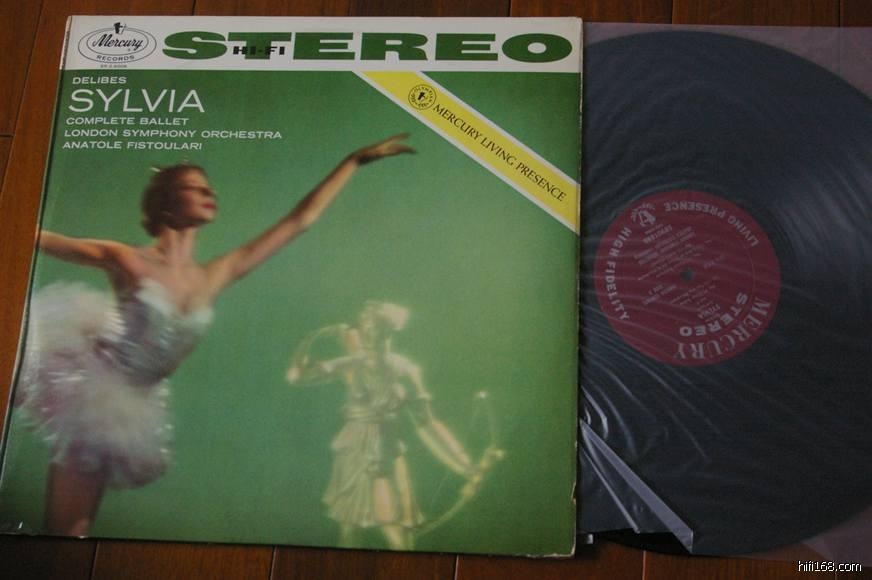 Mercury
RECORDS
STEREO
HI-FI
DELIBES
SYLVIA
COMPLETE BALLET
LONDON SYMPHONY ORCHESTRA
ANATOLE FISTOULARI
MERCURY LIVING PRESENCE
LIVING PRESENCE
HIGH FIDELITY
MERCURY
STEREO
hifi168.com